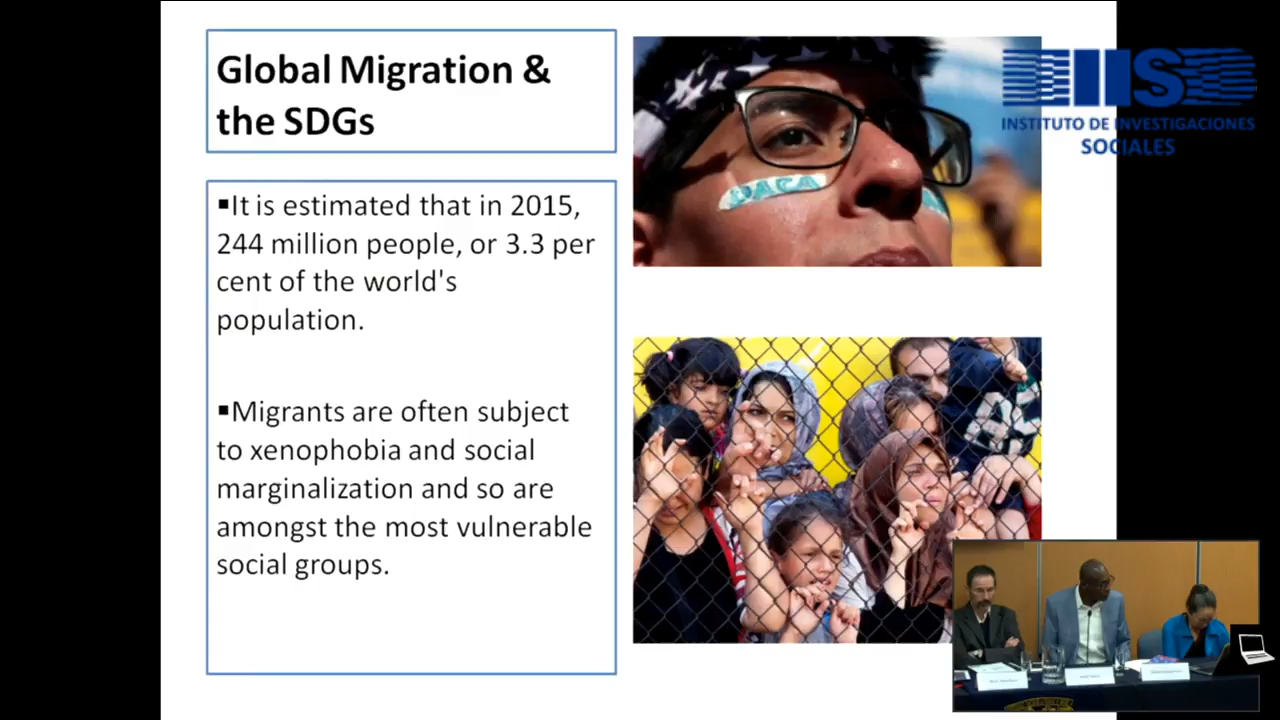 Global Migration &
the SDGs
▪It is estimated that in 2015,
244 million people, or 3.3 per
cent of the world's
population.
▪Migrants are often subject
to xenophobia and social
marginalization and so are
amongst the most vulnerable
social groups.
DACA
IIS
INSTITUTO DE INVESTIGACIONES
SOCIALES